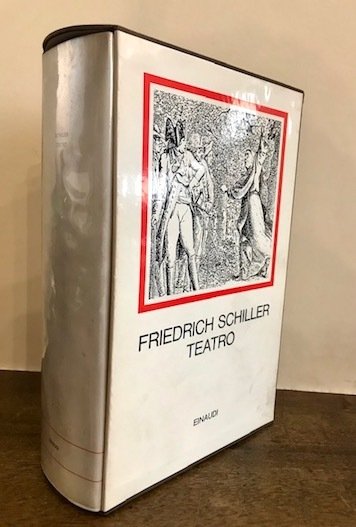 FRIEDRICH SCHILLER
TEATRO
EINAUDI